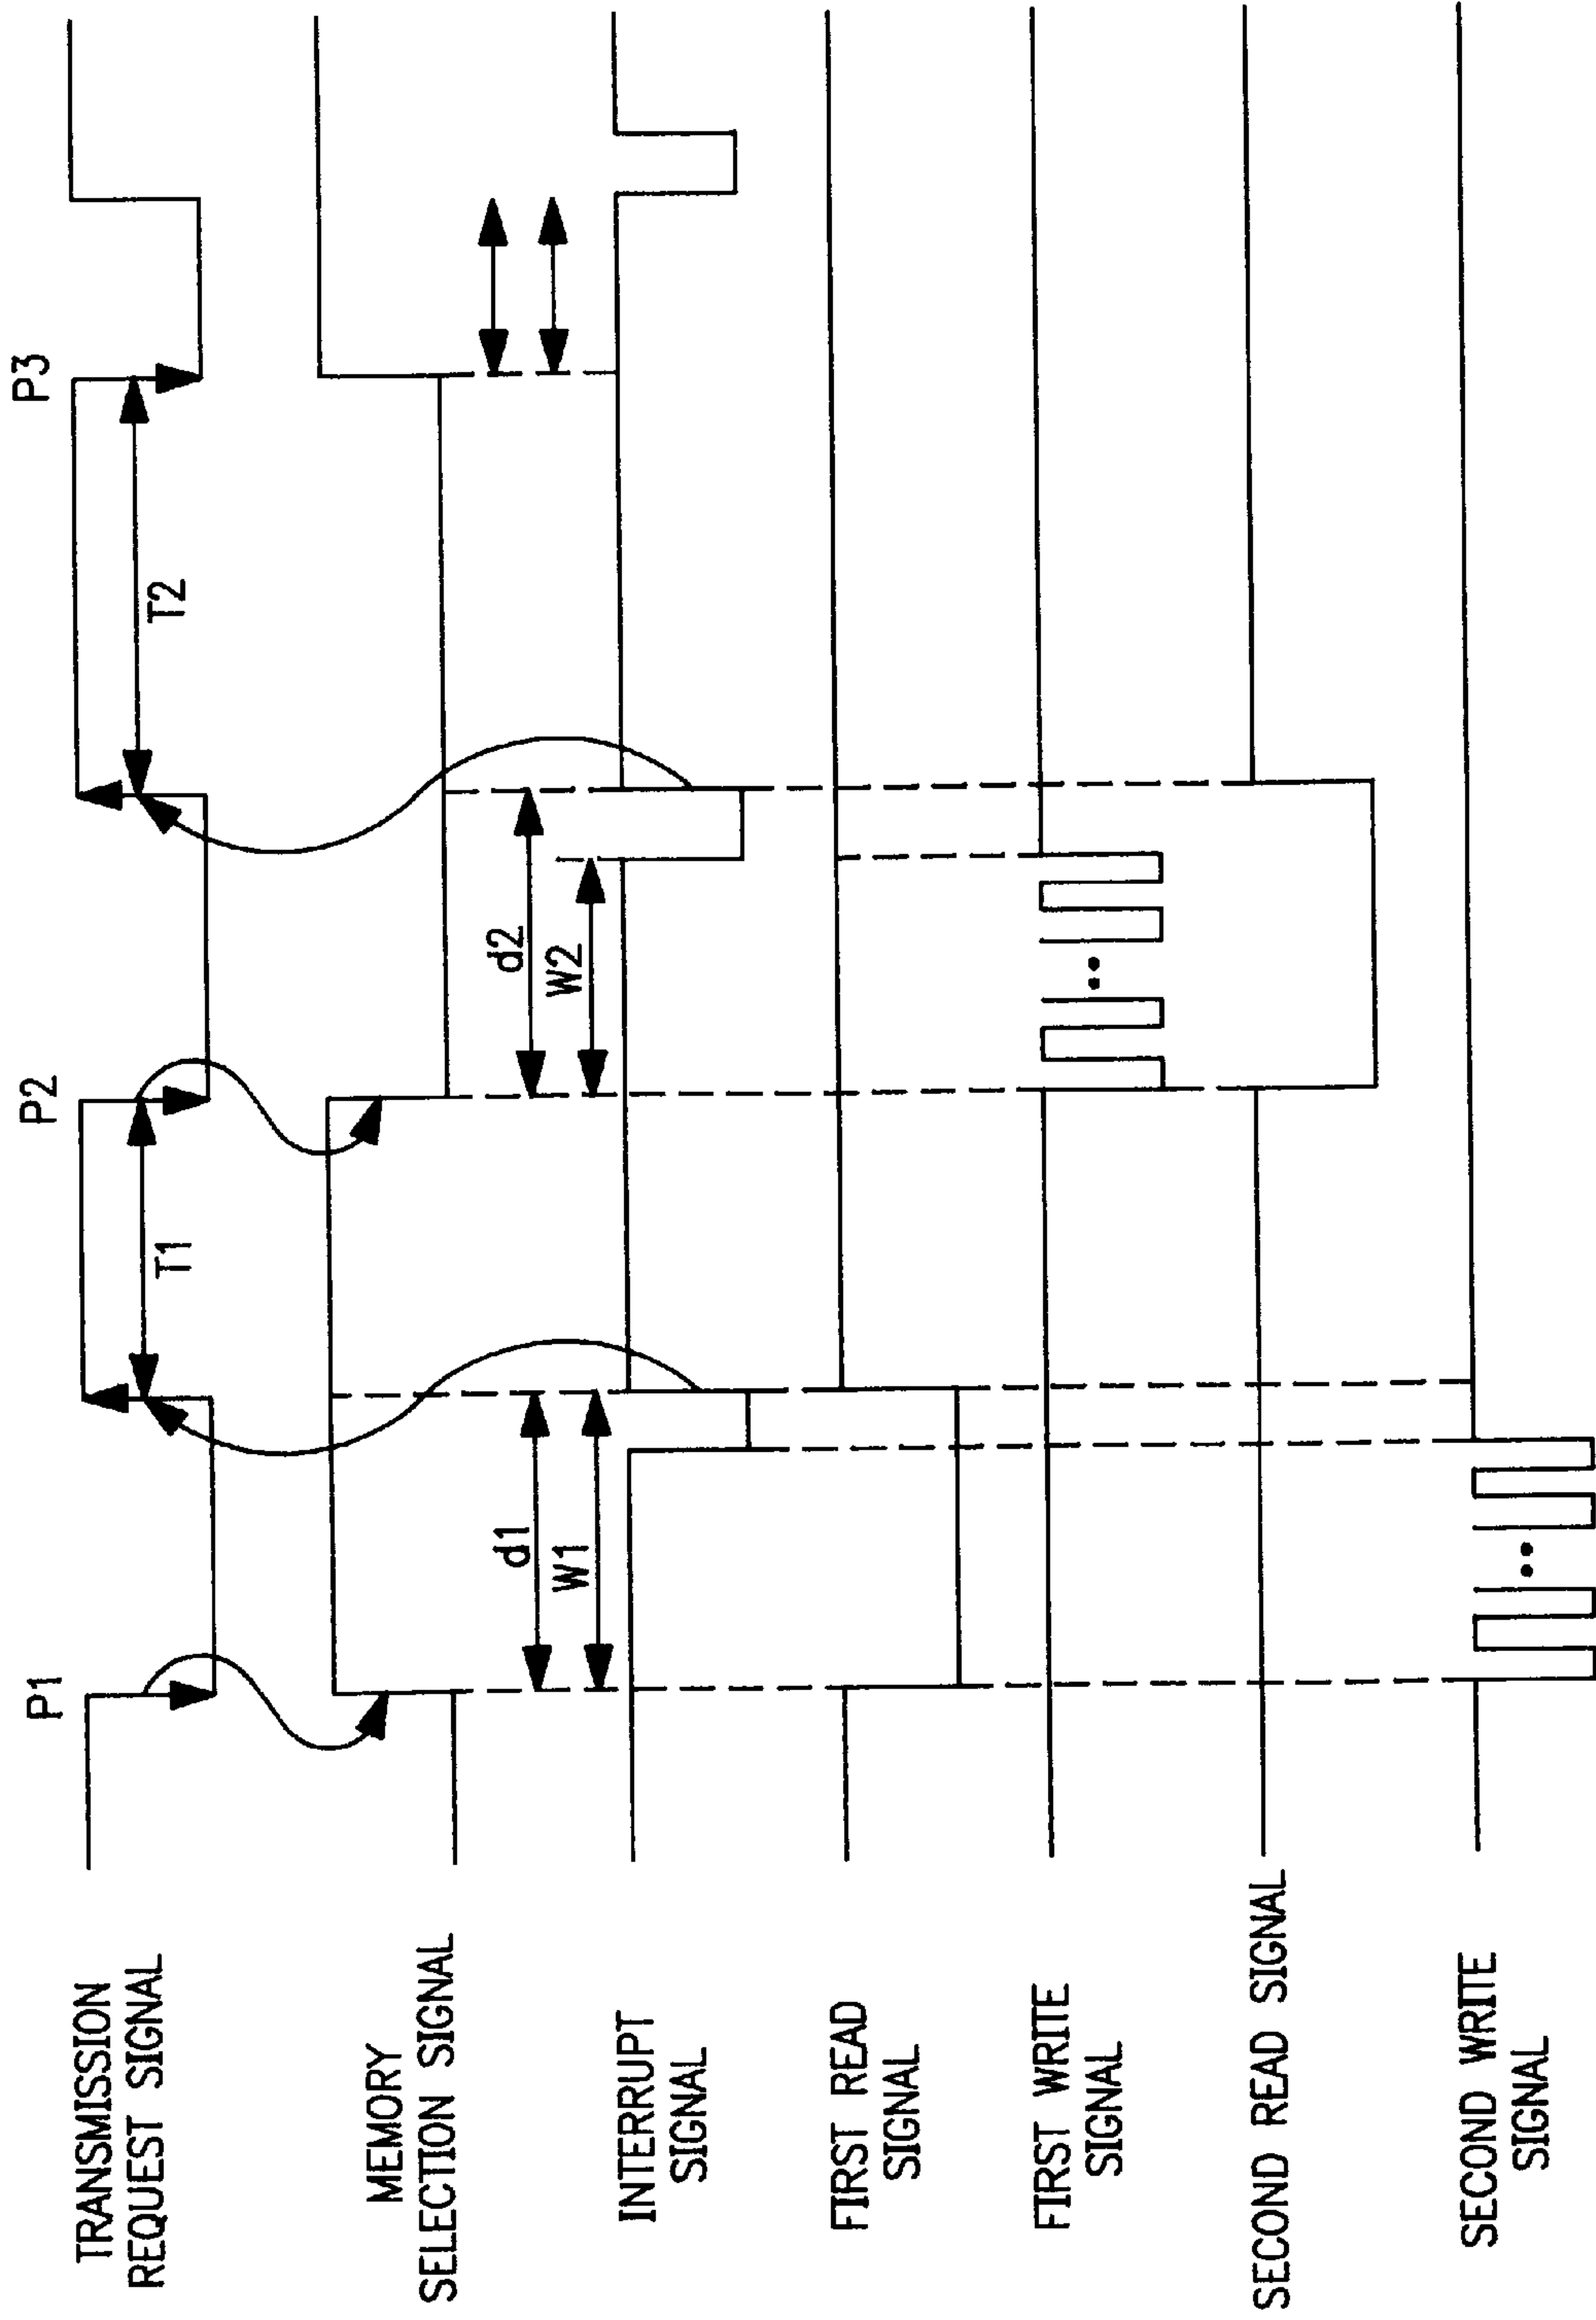 P1
P2
P3
TRANSMISSION
REQUEST SIGNAL
T1
T2
MEMORY
SELECTION SIGNAL
d1
d2
W1
W2
INTERRUPT
SIGNAL
FIRST READ
SIGNAL
FIRST WRITE
SIGNAL
SECOND READ SIGNAL
SECOND WRITE
SIGNAL